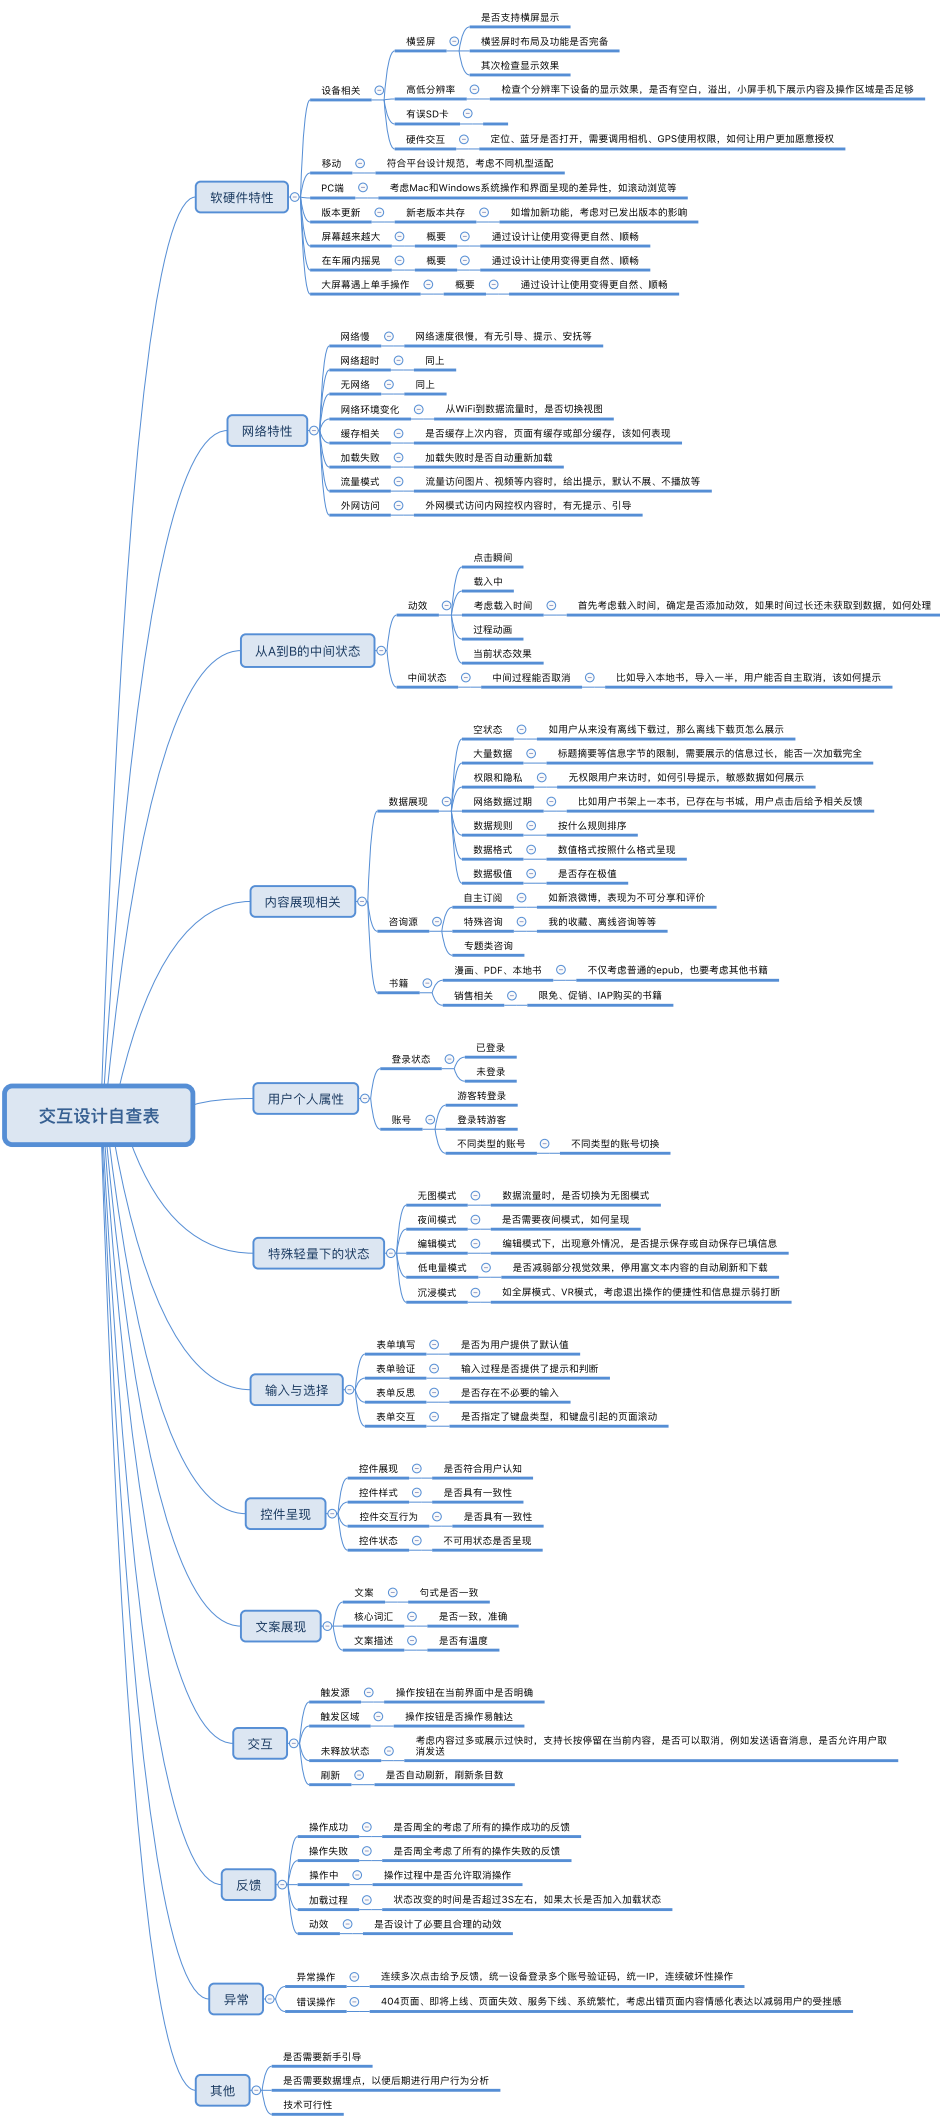 交互设计自查表
软硬件特性
设备相关
横竖屏
是否支持横屏显示
横竖屏时布局及功能是否完备
其次检查显示效果
高低分辨率
检查个分辨率下设备的显示效果，是否有空白，溢出，小屏手机下展示内容及操作区域是否足够
有误SD卡
硬件交互
定位、蓝牙是否打开，需要调用相机、GPS使用权限，如何让用户更加愿意授权
移动
符合平台设计规范，考虑不同机型适配
PC端
考虑Mac和Windows系统操作和界面呈现的差异性，如滚动浏览等
版本更新
新老版本共存
如增加新功能，考虑对已发出版本的影响
屏幕越来越大
概要
通过设计让使用变得更自然、顺畅
在车厢内摇晃
概要
通过设计让使用变得更自然、顺畅
大屏幕遇上单手操作
概要
通过设计让使用变得更自然、顺畅
网络特性
网络慢
网络速度很慢，有无引导、提示、安抚等
网络超时
同上
无网络
同上
网络环境变化
从WiFi到数据流量时，是否切换视图
缓存相关
是否缓存上次内容，页面有缓存或部分缓存，该如何表现
加载失败
加载失败时是否自动重新加载
流量模式
流量访问图片、视频等内容时，给出提示，默认不展、不播放等
外网访问
外网模式访问内网控权内容时，有无提示、引导
从A到B的中间状态
动效
点击瞬间
载入中
考虑载入时间
首先考虑载入时间，确定是否添加动效，如果时间过长还未获取到数据，如何处理
过程动画
当前状态效果
中间状态
中间过程能否取消
比如导入本地书，导入一半，用户能否自主取消，该如何提示
内容展现相关
数据展现
空状态
如用户从来没有离线下载过，那么离线下载页怎么展示
大量数据
标题摘要等信息字节的限制，需要展示的信息过长，能否一次加载完全
权限和隐私
无权限用户来访时，如何引导提示，敏感数据如何展示
网络数据过期
比如用户书架上一本书，已存在与书城，用户点击后给予相关反馈
数据规则
按什么规则排序
数据格式
数值格式按照什么格式呈现
数据极值
是否存在极值
咨询源
自主订阅
如新浪微博，表现为不可分享和评价
特殊咨询
我的收藏、离线咨询等等
专题类咨询
书籍
漫画、PDF、本地书
不仅考虑普通的epub，也要考虑其他书籍
销售相关
限免、促销、IAP购买的书籍
用户个人属性
登录状态
已登录
未登录
账号
游客转登录
登录转游客
不同类型的账号
不同类型的账号切换
特殊轻量下的状态
无图模式
数据流量时，是否切换为无图模式
夜间模式
是否需要夜间模式，如何呈现
编辑模式
编辑模式下，出现意外情况，是否提示保存或自动保存已填信息
低电量模式
是否减弱部分视觉效果，停用富文本内容的自动刷新和下载
沉浸模式
如全屏模式、VR模式，考虑退出操作的便捷性和信息提示弱打断
输入与选择
表单填写
是否为用户提供了默认值
表单验证
输入过程是否提供了提示和判断
表单反思
是否存在不必要的输入
表单交互
是否指定了键盘类型，和键盘引起的页面滚动
控件呈现
控件展现
是否符合用户认知
控件样式
是否具有一致性
控件交互行为
是否具有一致性
控件状态
不可用状态是否呈现
文案展现
文案
句式是否一致
核心词汇
是否一致，准确
文案描述
是否有温度
交互
触发源
操作按钮在当前界面中是否明确
触发区域
操作按钮是否操作易触达
未释放状态
考虑内容过多或展示过快时，支持长按停留在当前内容，是否可以取消，例如发送语音消息，是否允许用户取
消发送
刷新
是否自动刷新，刷新条目数
反馈
操作成功
是否周全的考虑了所有的操作成功的反馈
操作失败
是否周全考虑了所有的操作失败的反馈
操作中
操作过程中是否允许取消操作
加载过程
状态改变的时间是否超过3S左右，如果太长是否加入加载状态
动效
是否设计了必要且合理的动效
异常
异常操作
连续多次点击给予反馈，统一设备登录多个账号验证码，统一IP，连续破坏性操作
错误操作
404页面、即将上线、页面失效、服务下线、系统繁忙，考虑出错页面内容情感化表达以减弱用户的受挫感
其他
是否需要新手引导
是否需要数据埋点，以便后期进行用户行为分析
技术可行性